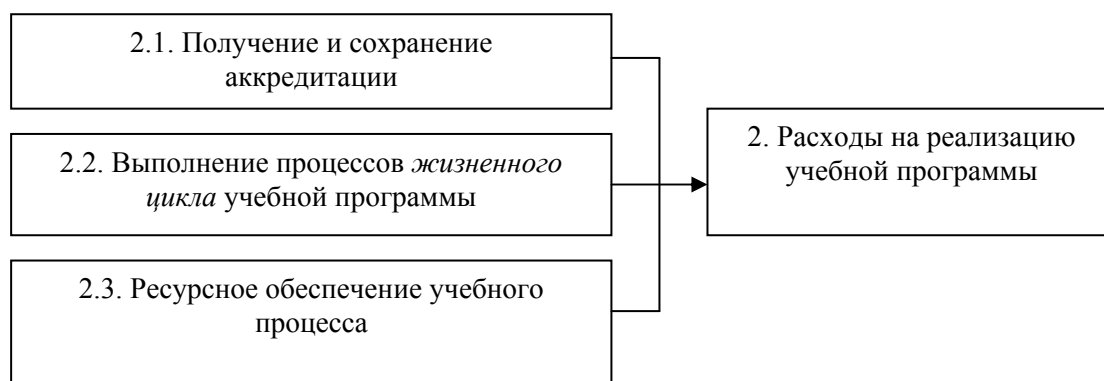 2.1. Получение и сохранение
аккредитации
2.2. Выполнение процессов жизненного
цикла учебной программы
2.3. Ресурсное обеспечение учебного
процесса
2. Расходы на реализацию
учебной программы